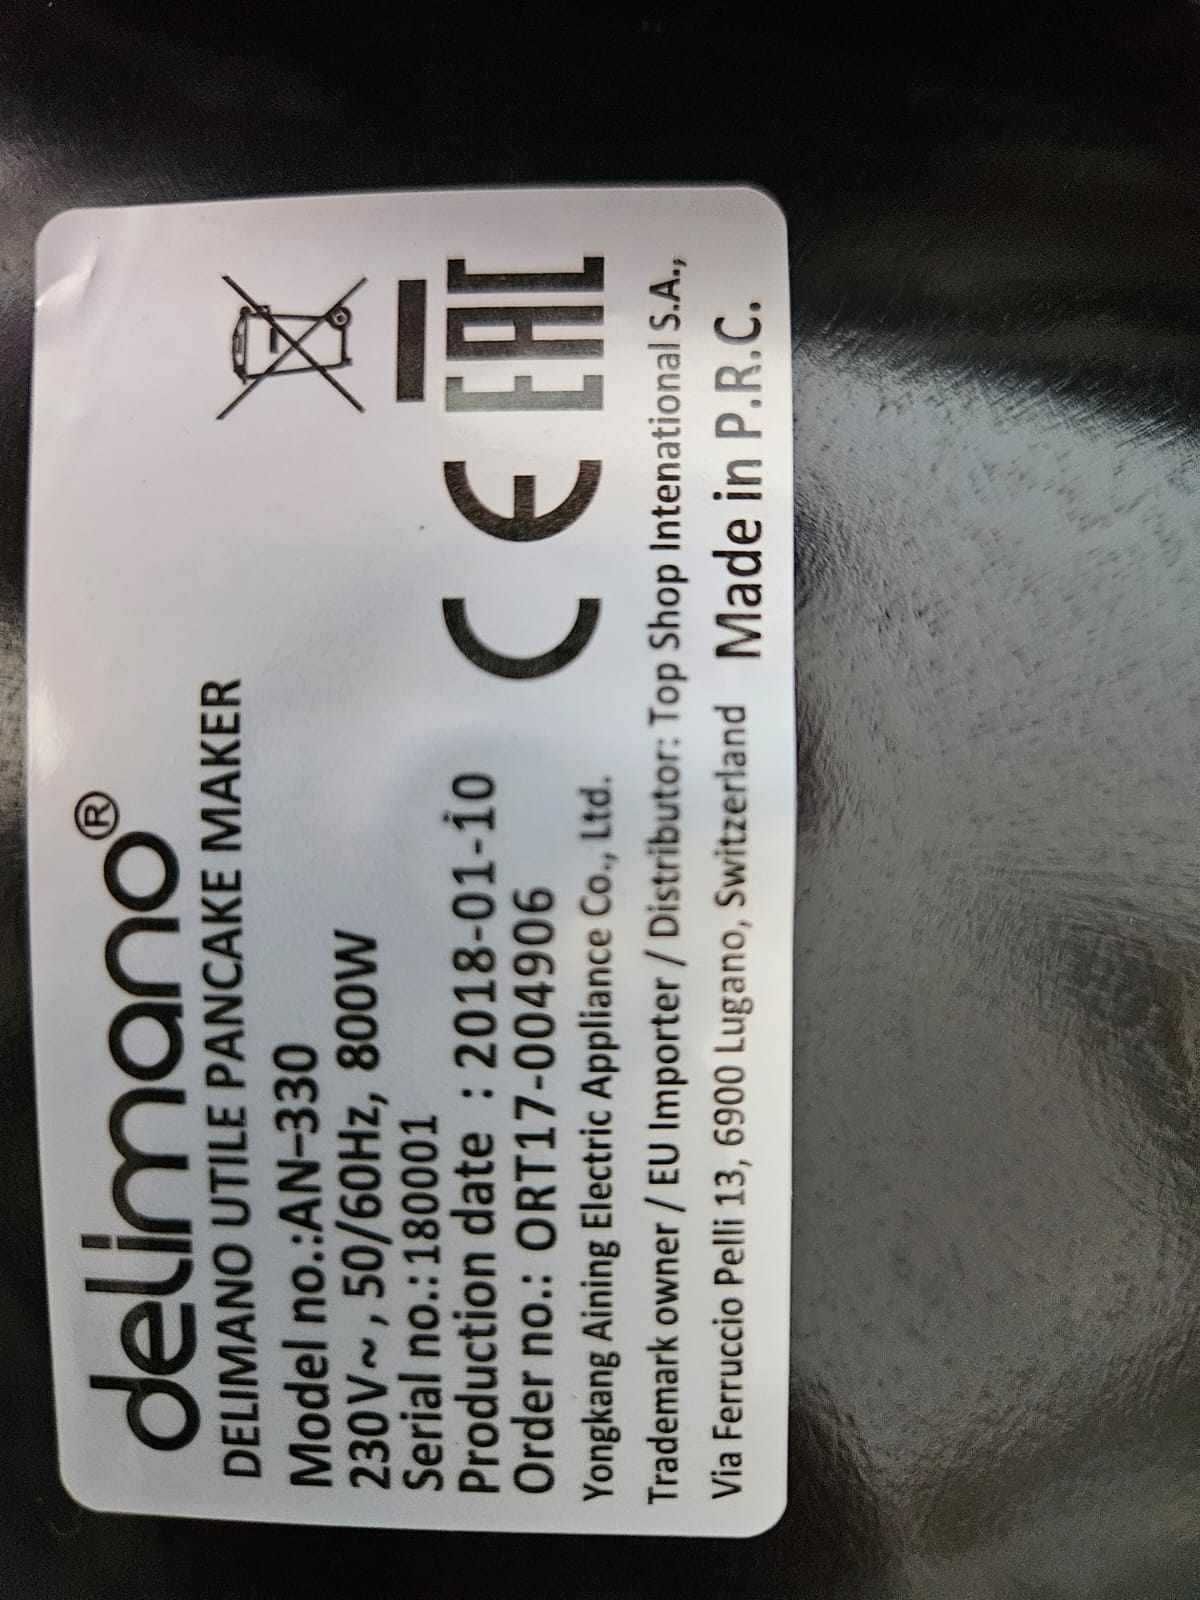 delimano®
DELIMANO UTILE PANCAKE MAKER
Model no.:AN-330
230V~, 50/60Hz, 800W
Serial no.:180001
Production date : 2018-01-10
Order no.: ORT17-004906
CE EAC
Yongkang Aining Electric Appliance Co., Ltd.
Trademark owner / EU Importer / Distributor: Top Shop Intenational S.A.,
Via Ferruccio Pelli 13, 6900 Lugano, Switzerland Made in P.R.C.